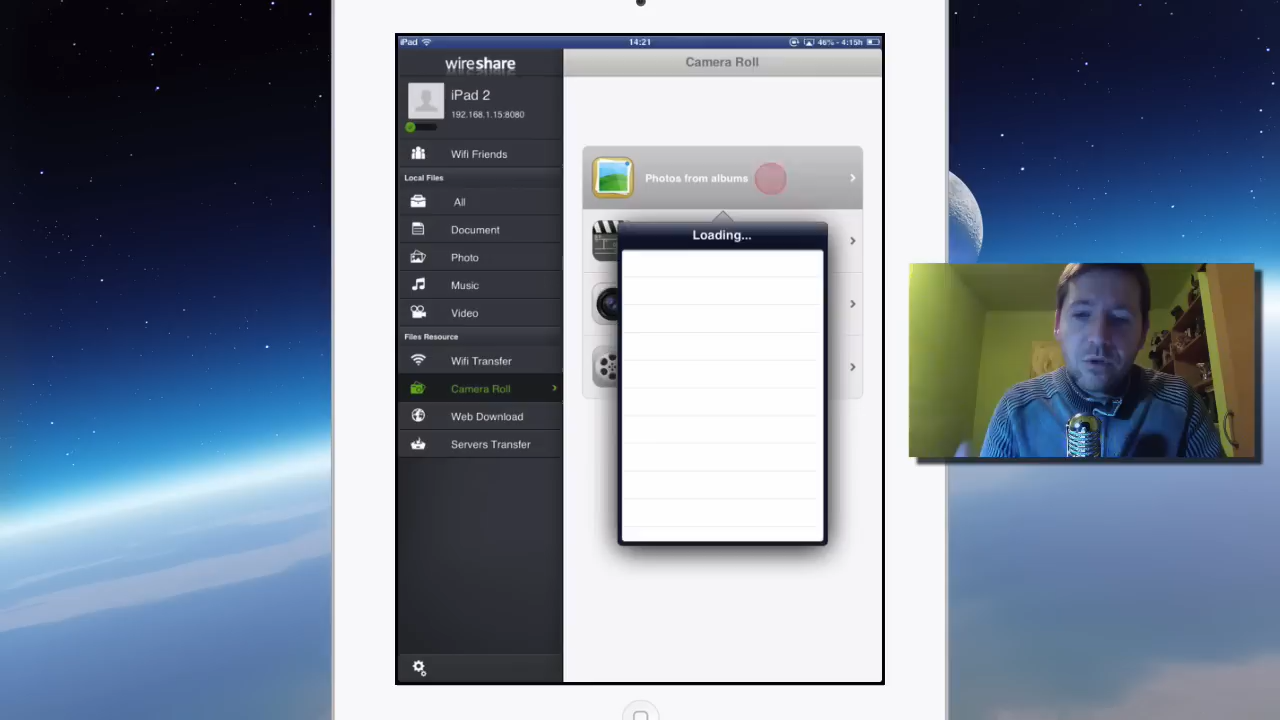 iPad
14:21
46% - 4:15h
wireshare
Camera Roll
iPad 2
192.168.1.15:8080
Wifi Friends
Local Files
All
Document
Photo
Music
Video
Files Resource
Wifi Transfer
Camera Roll
Web Download
Servers Transfer
Photos from albums
Loading...